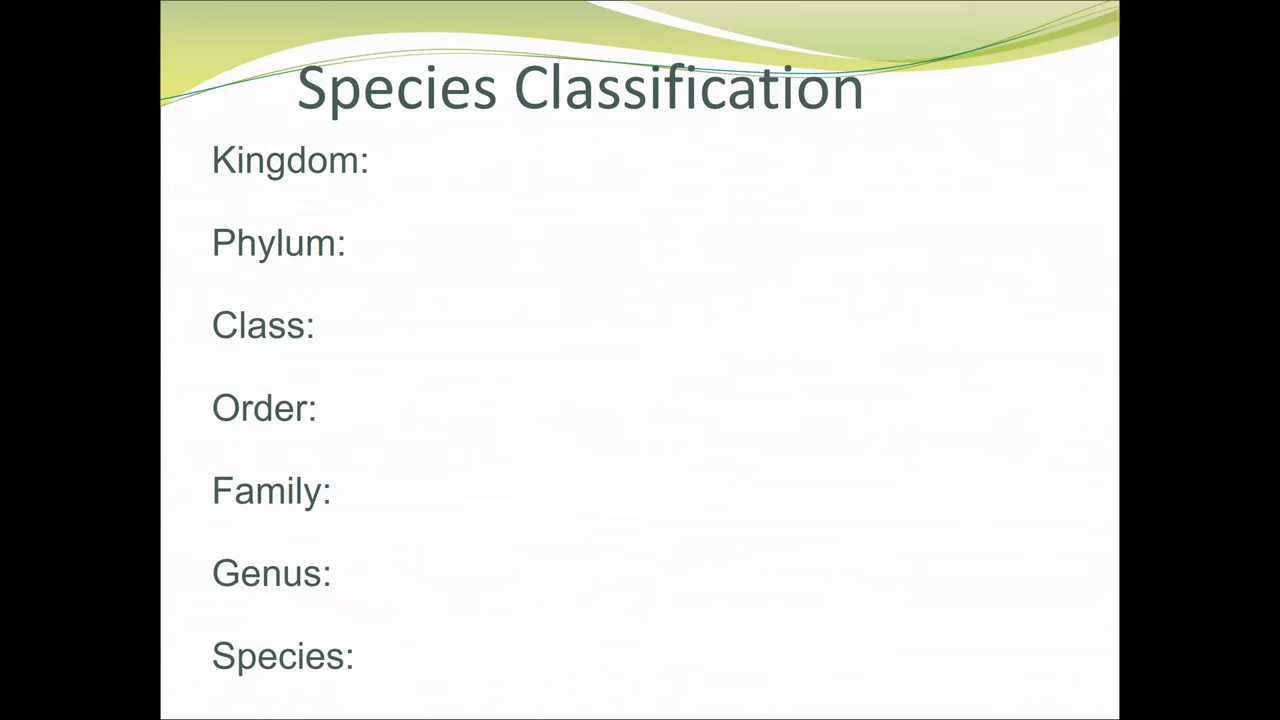 Species Classification
Kingdom:
Phylum:
Class:
Order:
Family:
Genus:
Species: